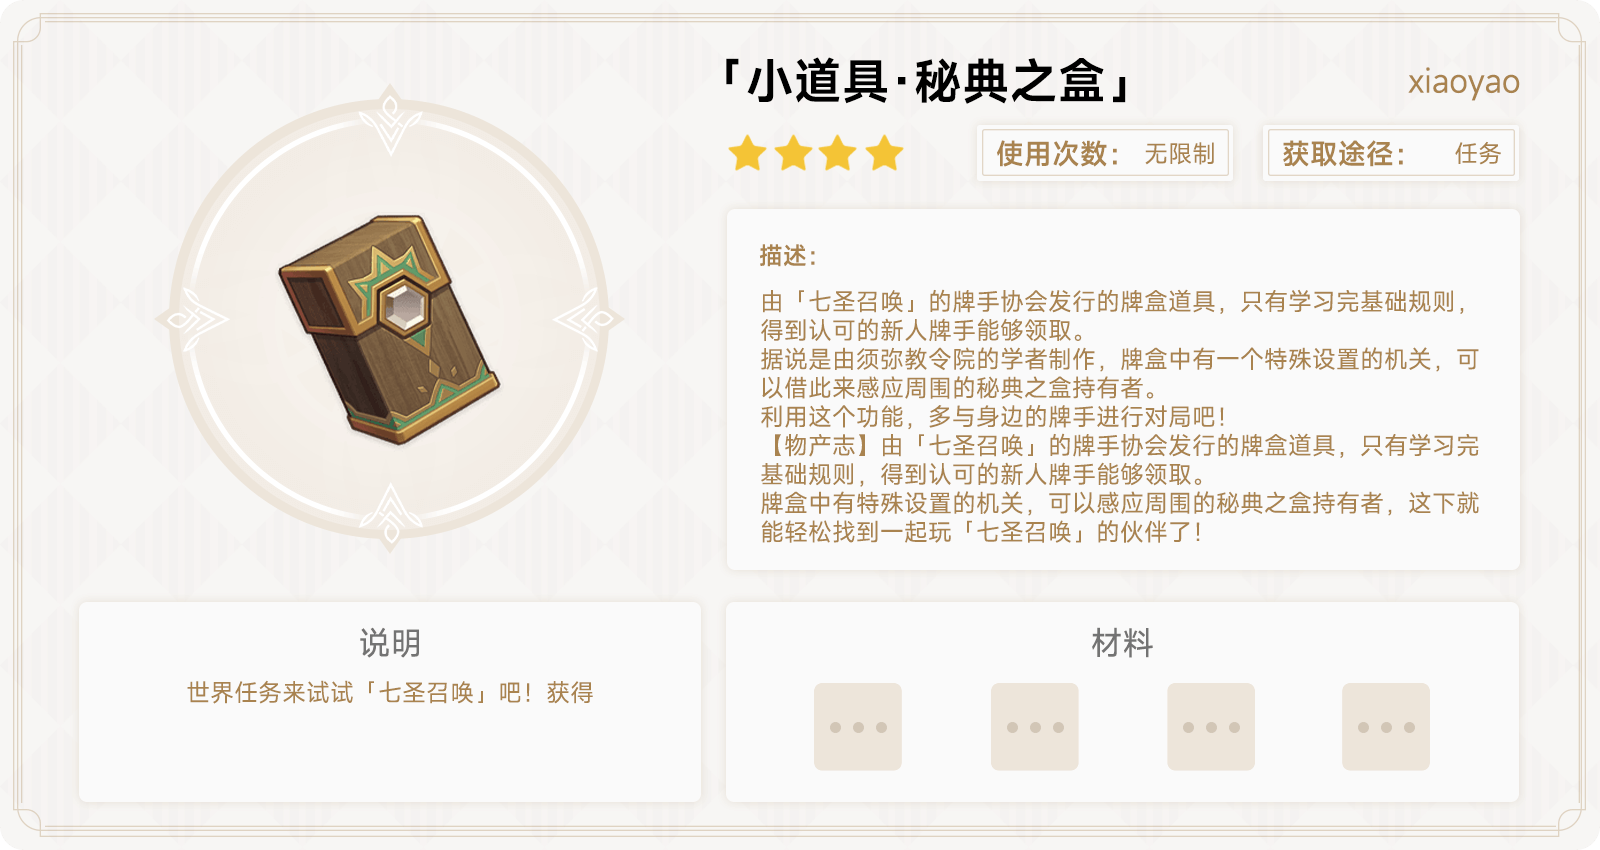 「小道具·秘典之盒」
xiaoyao
使用次数： 无限制
获取途径： 任务
描述：
由「七圣召唤」的牌手协会发行的牌盒道具，只有学习完基础规则，
得到认可的新人牌手能够领取。
据说是由须弥教令院的学者制作，牌盒中有一个特殊设置的机关，可
以借此来感应周围的秘典之盒持有者。
利用这个功能，多与身边的牌手进行对局吧！
【物产志】由「七圣召唤」的牌手协会发行的牌盒道具，只有学习完
基础规则，得到认可的新人牌手能够领取。
牌盒中有特殊设置的机关，可以感应周围的秘典之盒持有者，这下就
能轻松找到一起玩「七圣召唤」的伙伴了！
说明
世界任务来试试「七圣召唤」吧！获得
材料